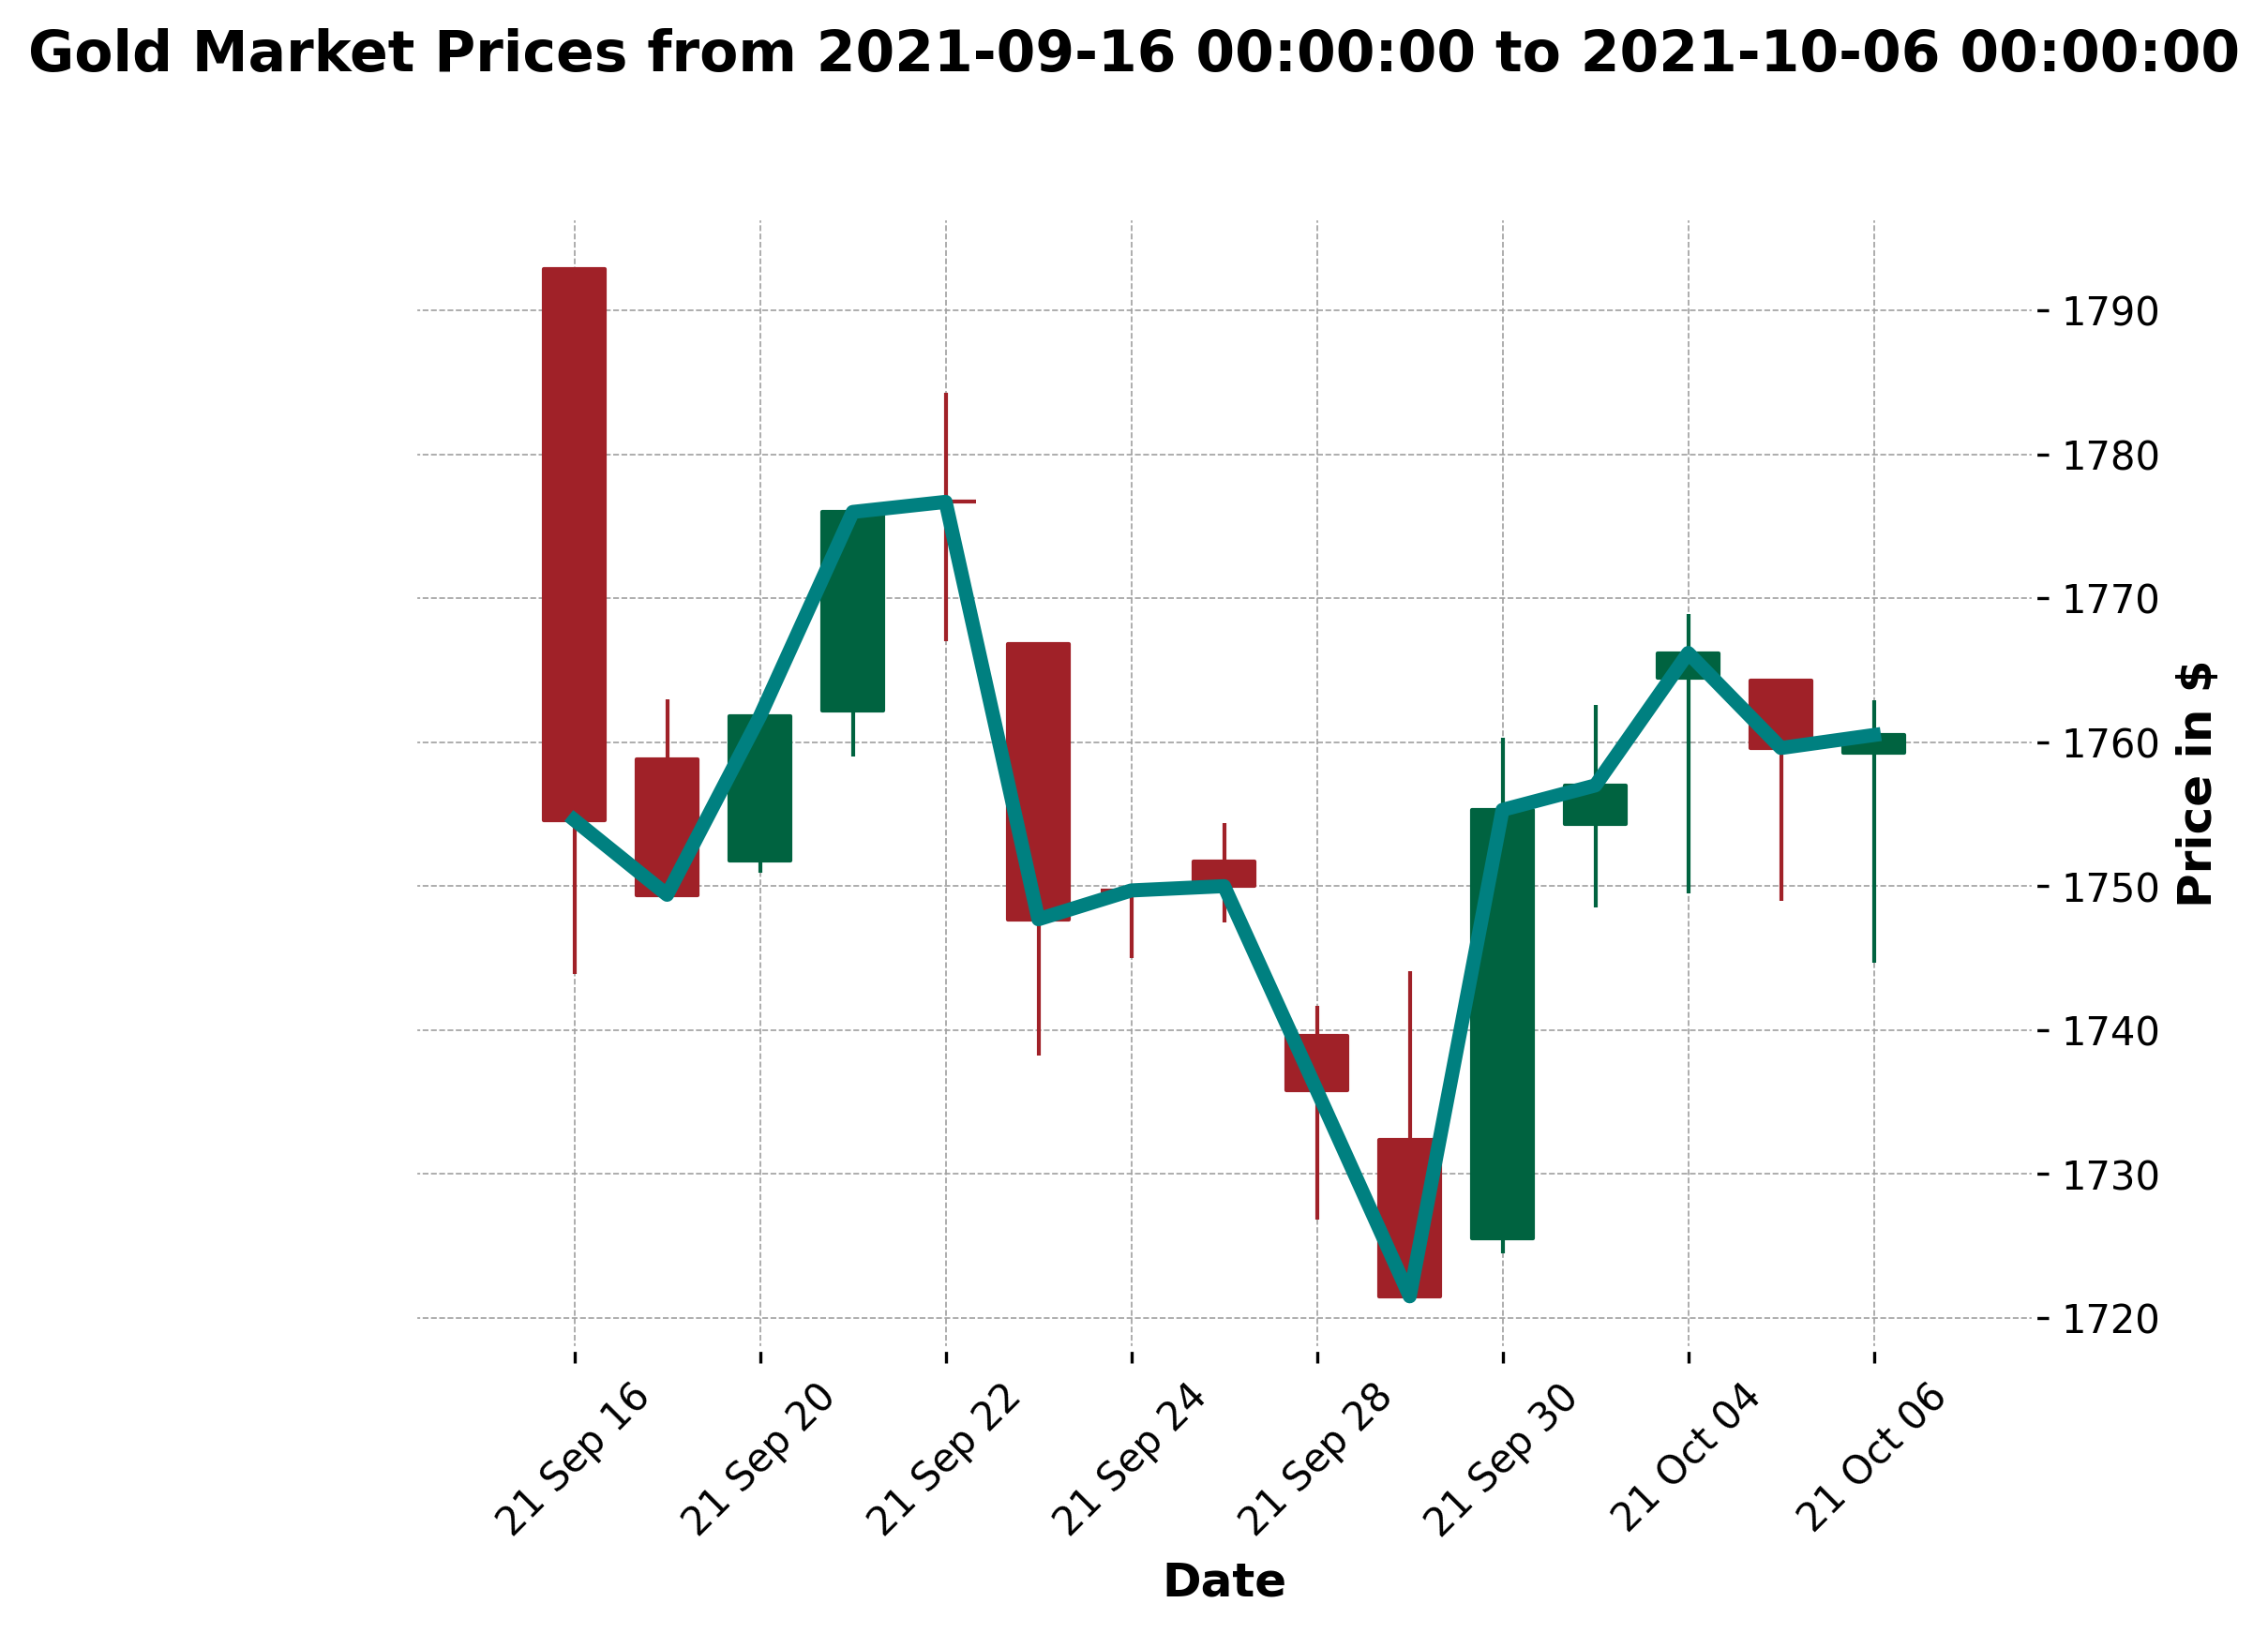 Gold Market Prices from 2021-09-16 00:00:00 to 2021-10-06 00:00:00
1790
1780
1770
1760
1750
1740
1730
1720
Price in $
21 Sep 16
21 Sep 20
21 Sep 22
21 Sep 24
21 Sep 28
21 Sep 30
21 Oct 04
21 Oct 06
Date